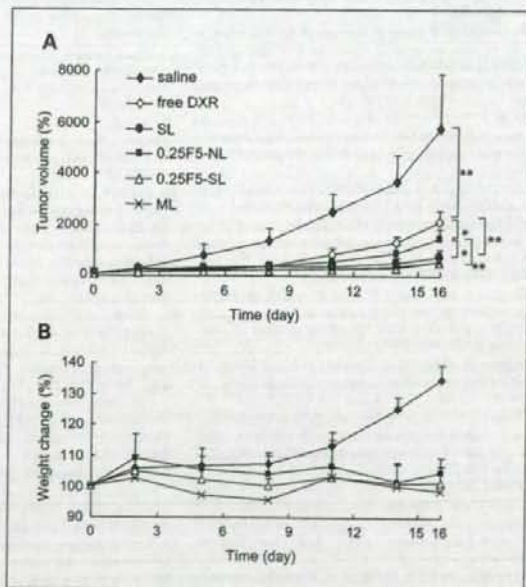 A
8000
6000
4000
2000
0
Tumor volume (%)
saline
free DXR
SL
0.25F5-NL
0.25F5-SL
ML
**
*
**
*
*
**
0 3 6 9 12 15 16
Time (day)
B
140
130
120
110
100
90
Weight change (%)
0 3 6 9 12 15 16
Time (day)